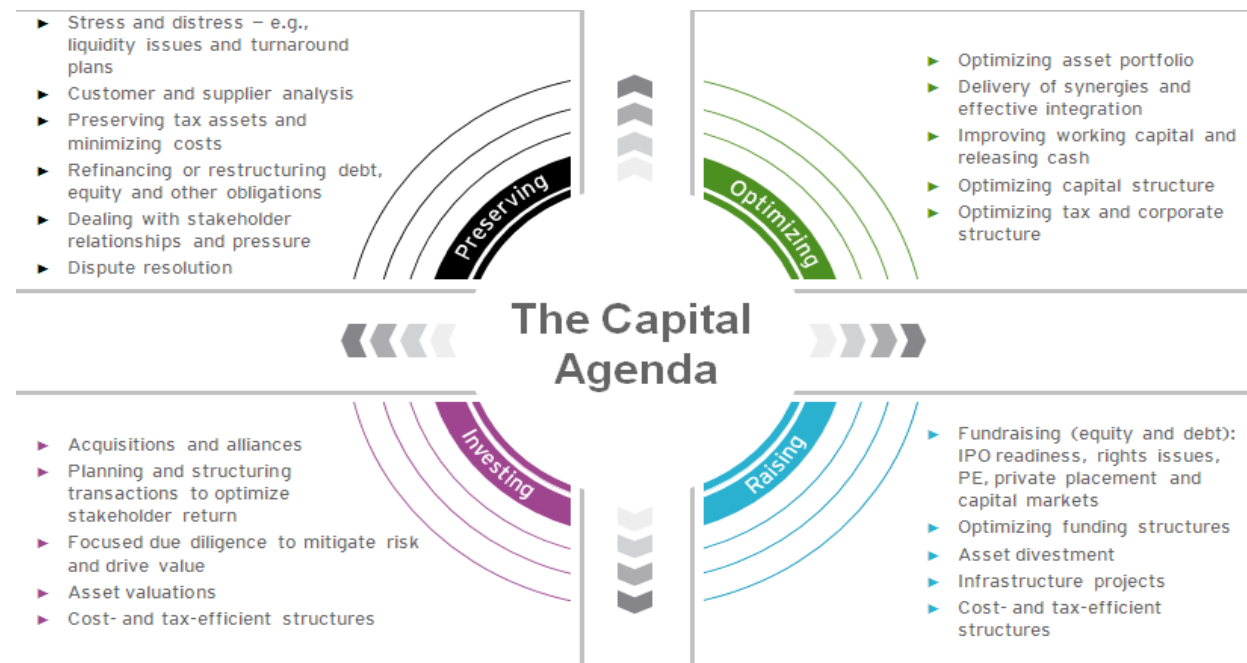 ► Stress and distress – e.g.,
liquidity issues and turnaround
plans
► Customer and supplier analysis
► Preserving tax assets and
minimizing costs
► Refinancing or restructuring debt,
equity and other obligations
► Dealing with stakeholder
relationships and pressure
► Dispute resolution
Preserving
► Optimizing asset portfolio
► Delivery of synergies and
effective integration
► Improving working capital and
releasing cash
► Optimizing capital structure
► Optimizing tax and corporate
structure
Optimizing
The Capital
Agenda
► Acquisitions and alliances
► Planning and structuring
transactions to optimize
stakeholder return
► Focused due diligence to mitigate risk
and drive value
► Asset valuations
► Cost- and tax-efficient structures
Investing
► Fundraising (equity and debt):
IPO readiness, rights issues,
PE, private placement and
capital markets
► Optimizing funding structures
► Asset divestment
► Infrastructure projects
► Cost- and tax-efficient
structures
Raising